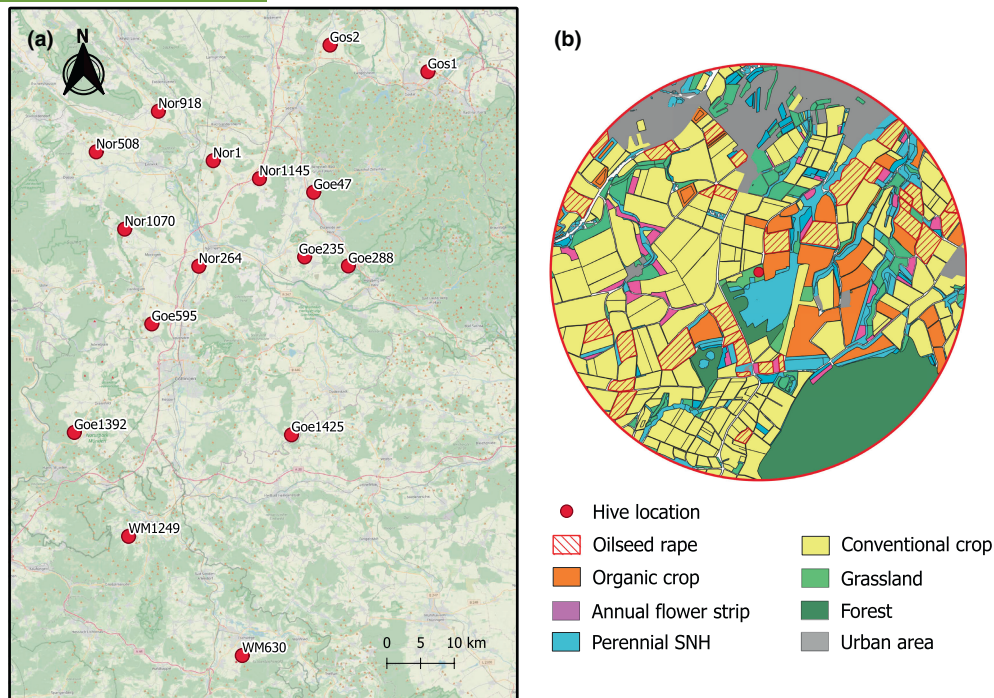 (a)
N
Gos2
Gos1
Nor918
Nor508
Nor1
Nor1145
Goe47
Nor1070
Goe235
Goe288
Nor264
Goe595
Goe1392
Goe1425
WM1249
WM630
0 5 10 km
(b)
Hive location
Oilseed rape
Organic crop
Annual flower strip
Perennial SNH
Conventional crop
Grassland
Forest
Urban area